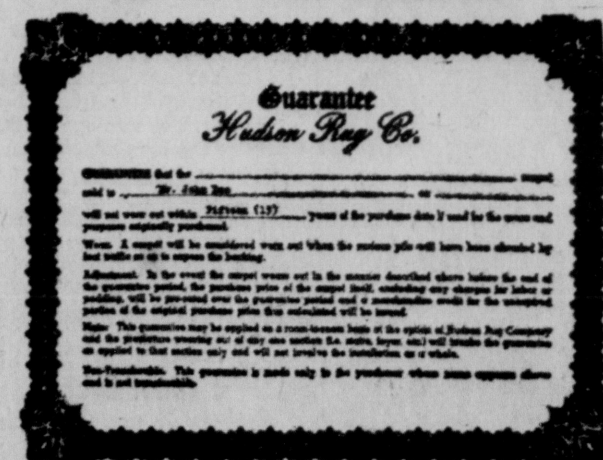 Guarantee
Hudson Rug Co.
GUARANTEES that the carpet
sold to Mr. John Doe on
will not wear out within Fifteen (15) years of the purchase date if used for the room and
purposes originally purchased.
Wear. A carpet will be considered worn out when the surface pile will have been abraded by
foot traffic so as to expose the backing.
Adjustment. In the event the carpet wears out in the manner described above before the end of
the guarantee period, the purchase price of the carpet itself, excluding any charges for labor or
padding, will be pro-rated over the guarantee period and a merchandise credit for the unexpired
portion of the original purchase price thus calculated will be issued.
Note: This guarantee may be applied on a room-to-room basis at the option of Hudson Rug Company
and the premature wearing out of any one section (i.e. stairs, foyer, etc.) will invoke the guarantee
as applied to that section only and will not involve the installation as a whole.
Non-Transferable. This guarantee is made only to the purchaser whose name appears above
and is not transferable.